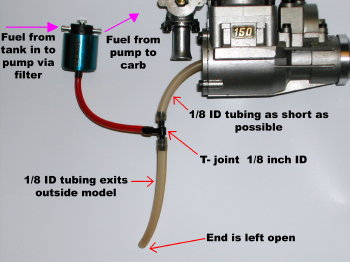 Fuel from
tank in to
pump via
filter
Fuel from
pump to
carb
150
1/8 ID tubing as short as
possible
T- joint 1/8 inch ID
1/8 ID tubing exits
outside model
End is left open